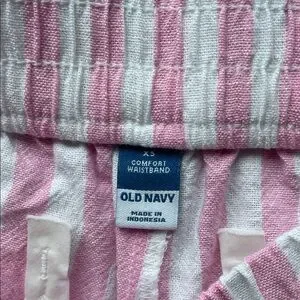 XS
COMFORT
WAISTBAND
OLD NAVY
MADE IN
INDONESIA